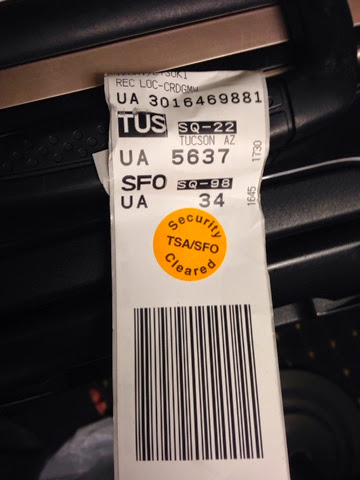 REC LOC-CRDGMW
UA 3016469881
TUS SQ-22
TUCSON AZ
UA 5637 1730
SFO SQ-98
UA 34 1645
Security
TSA/SFO
Cleared